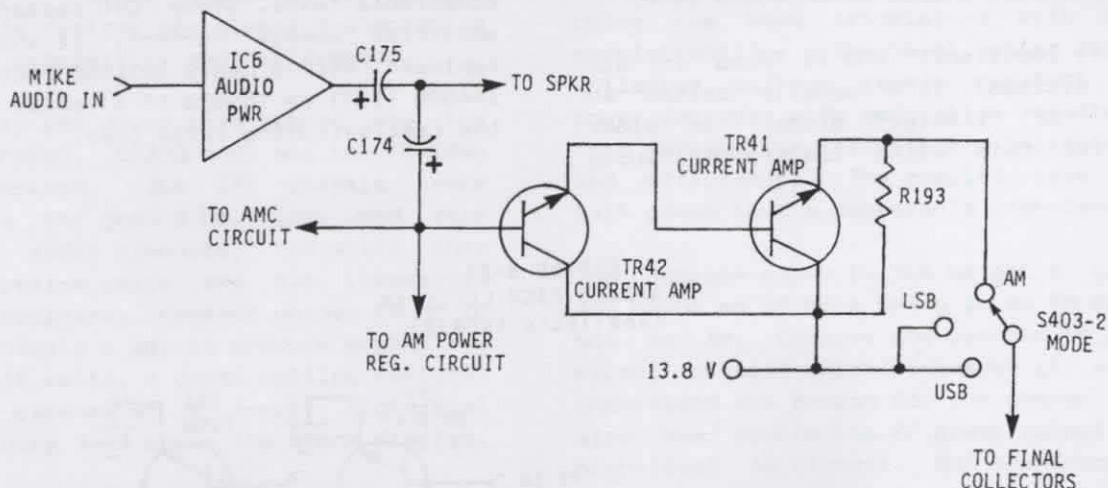 MIKE
AUDIO IN
IC6
AUDIO
PWR
C175
+
TO SPKR
C174
+
TO AMC
CIRCUIT
TO AM POWER
REG. CIRCUIT
TR42
CURRENT AMP
TR41
CURRENT AMP
R193
13.8 V
AM
LSB
S403-2
MODE
USB
TO FINAL
COLLECTORS